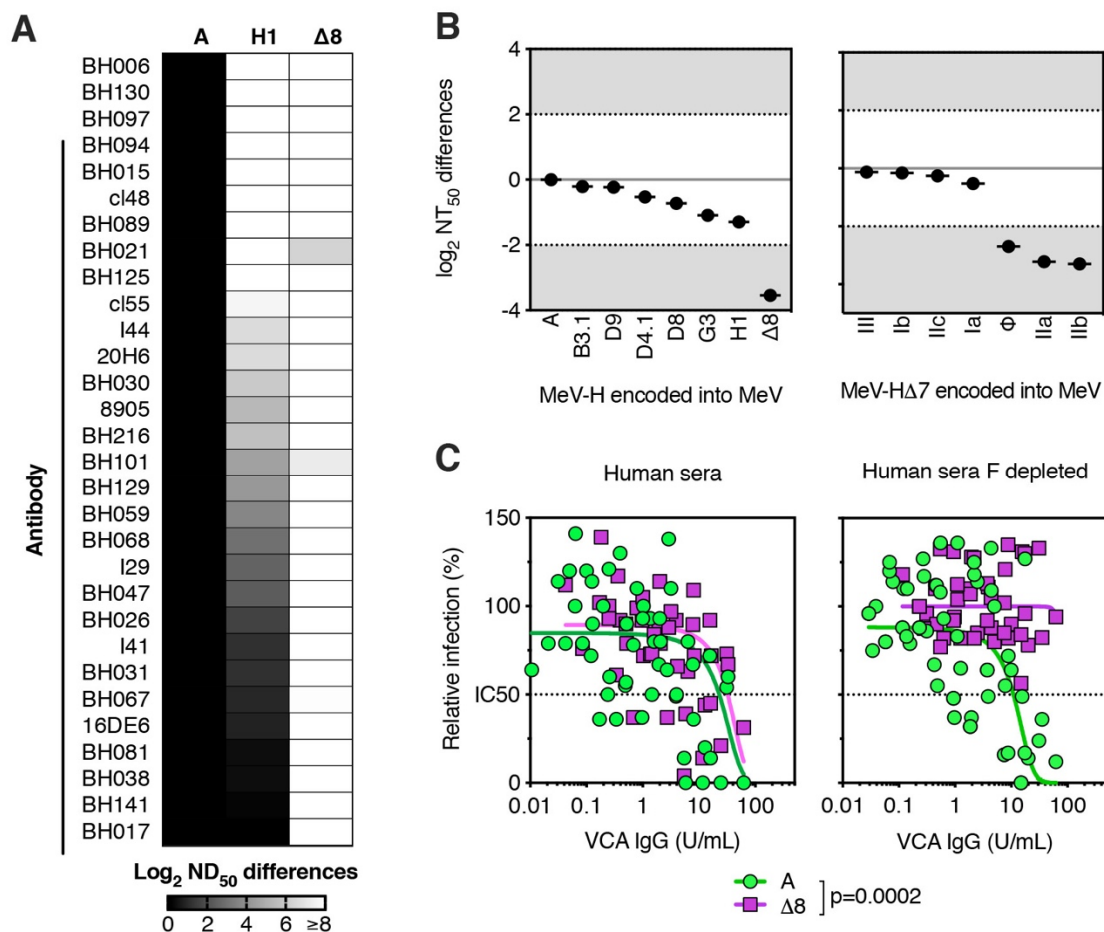 A
A H1 Δ8
BH006
BH130
BH097
BH094
BH015
cl48
BH089
BH021
BH125
cl55
I44
20H6
BH030
8905
BH216
BH101
BH129
BH059
BH068
I29
BH047
BH026
I41
BH031
BH067
16DE6
BH081
BH038
BH141
BH017
Antibody
Log₂ ND₅₀ differences
0 2 4 6 ≥8
B
log₂ NT₅₀ differences
4
2
0
-2
-4
A B3.1 D9 D4.1 D8 G3 H1 Δ8
MeV-H encoded into MeV
III Ib IIc Ia Φ IIa IIb
MeV-HΔ7 encoded into MeV
C
Human sera
Human sera F depleted
Relative infection (%)
150
100
IC50
0
0.01 0.1 1 10 100
VCA IgG (U/mL)
0.01 0.1 1 10 100
VCA IgG (U/mL)
A
Δ8
p=0.0002